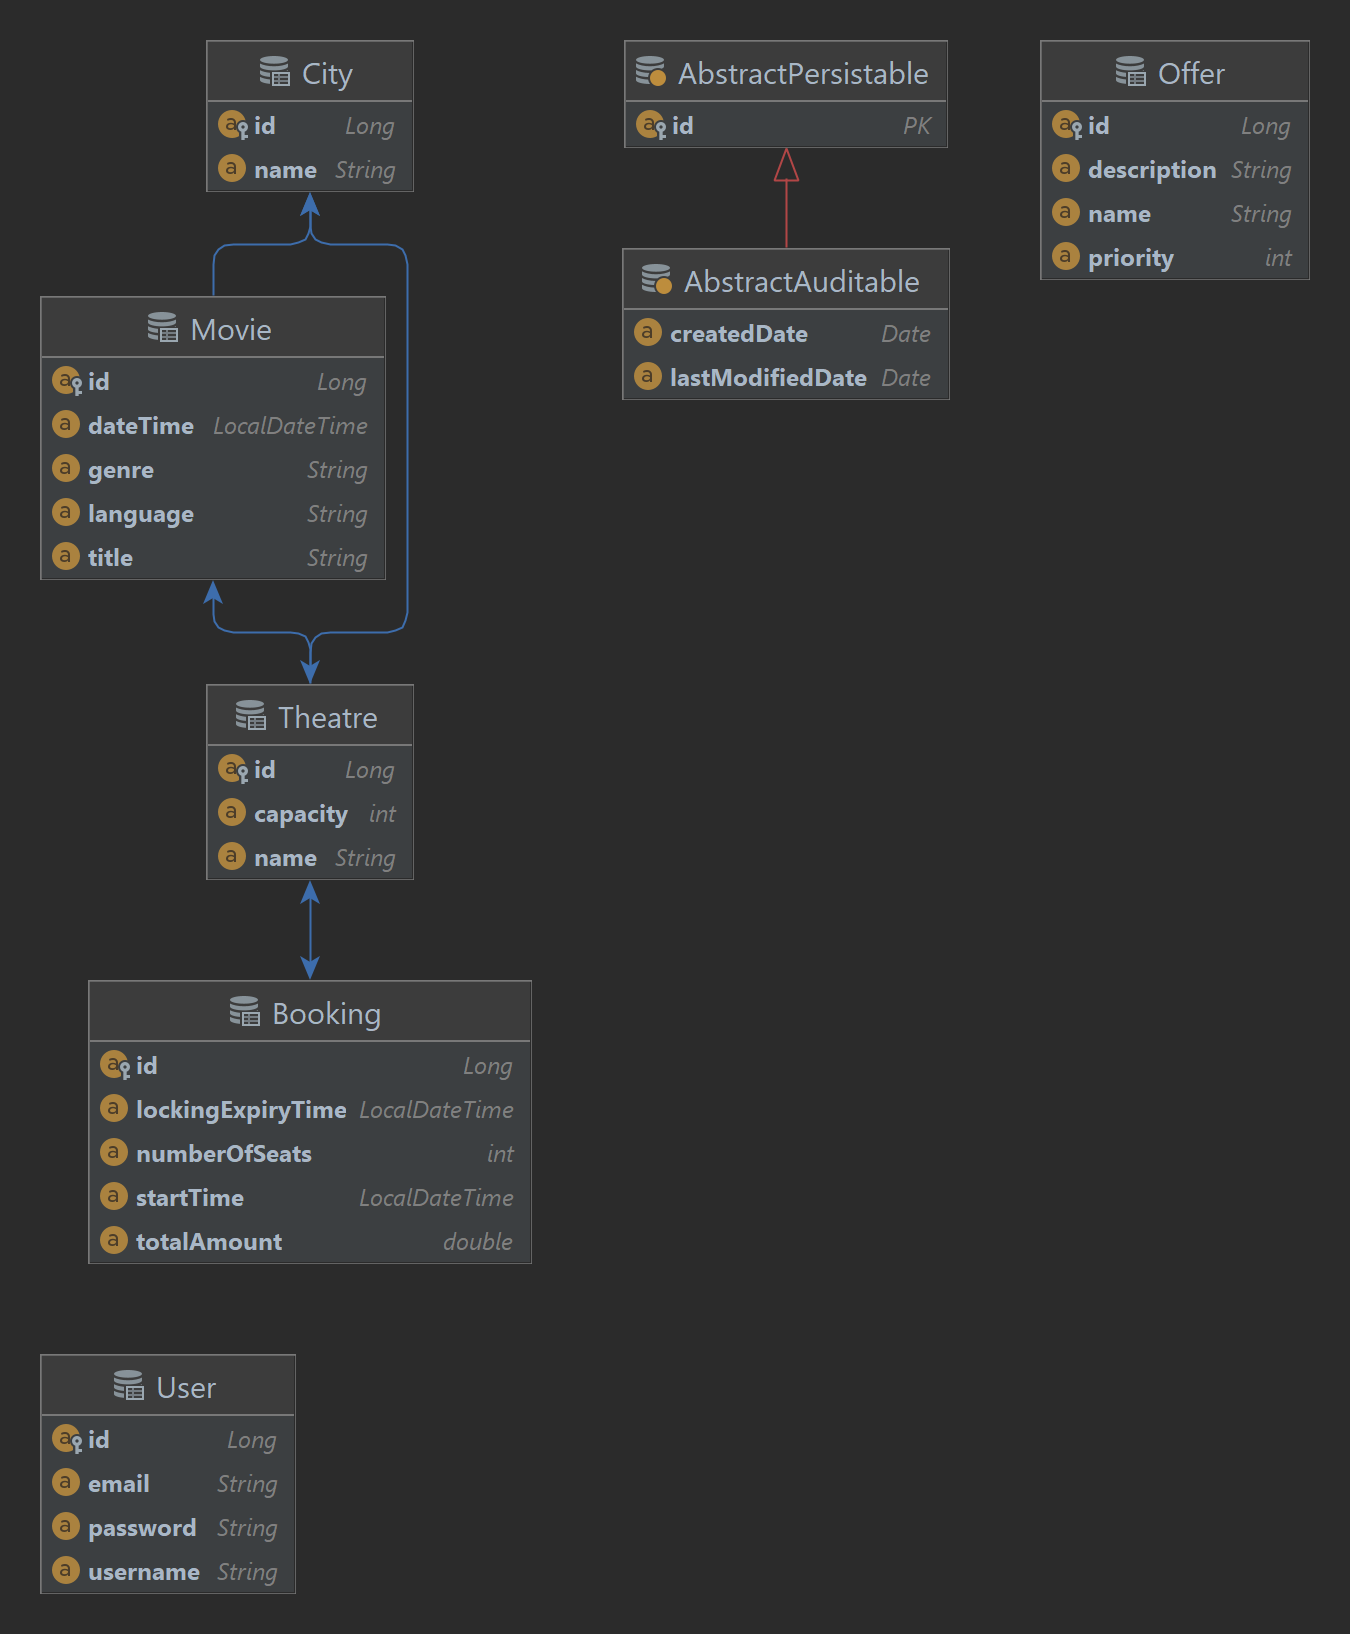 City
id Long
name String
AbstractPersistable
id PK
Offer
id Long
description String
name String
priority int
AbstractAuditable
createdDate Date
lastModifiedDate Date
Movie
id Long
dateTime LocalDateTime
genre String
language String
title String
Theatre
id Long
capacity int
name String
Booking
id Long
lockingExpiryTime LocalDateTime
numberOfSeats int
startTime LocalDateTime
totalAmount double
User
id Long
email String
password String
username String